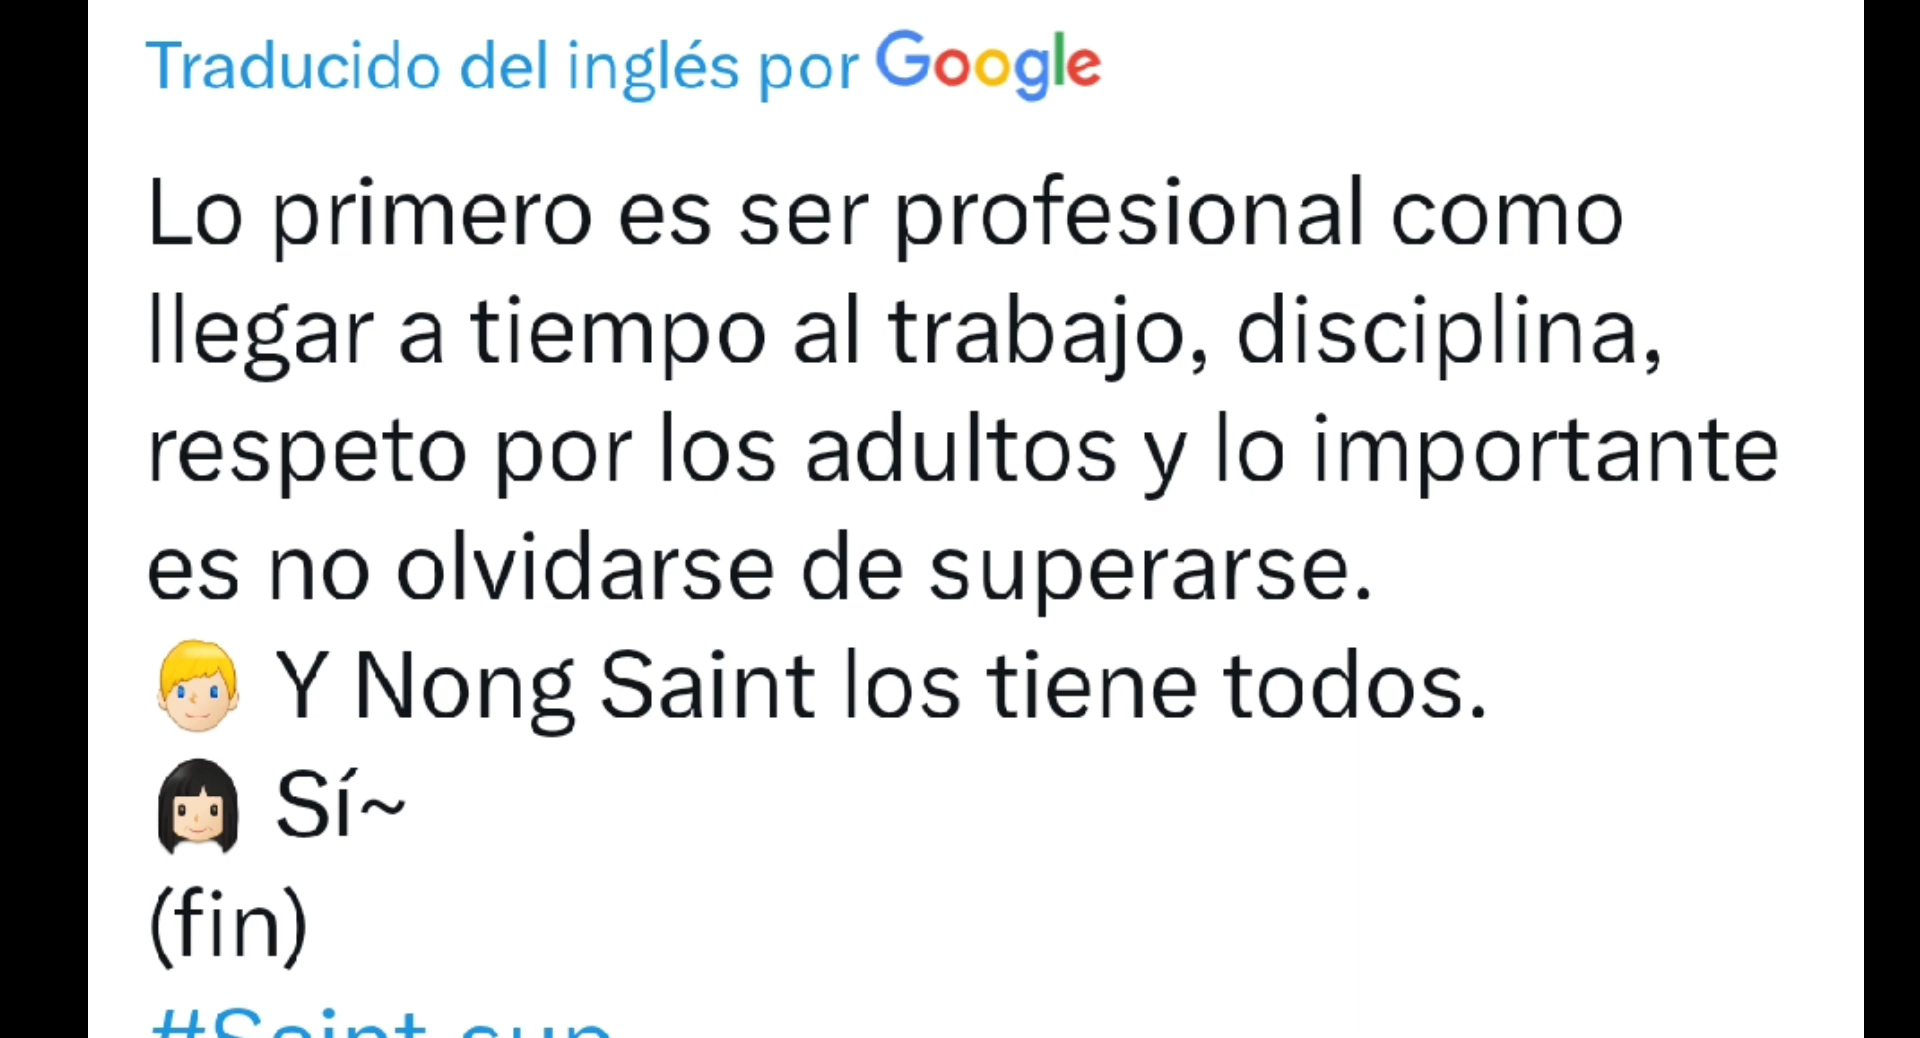 Traducido del inglés por Google
Lo primero es ser profesional como
llegar a tiempo al trabajo, disciplina,
respeto por los adultos y lo importante
es no olvidarse de superarse.
👱🏻 Y Nong Saint los tiene todos.
👩🏻 Sí~
(fin)
#Saint_sup